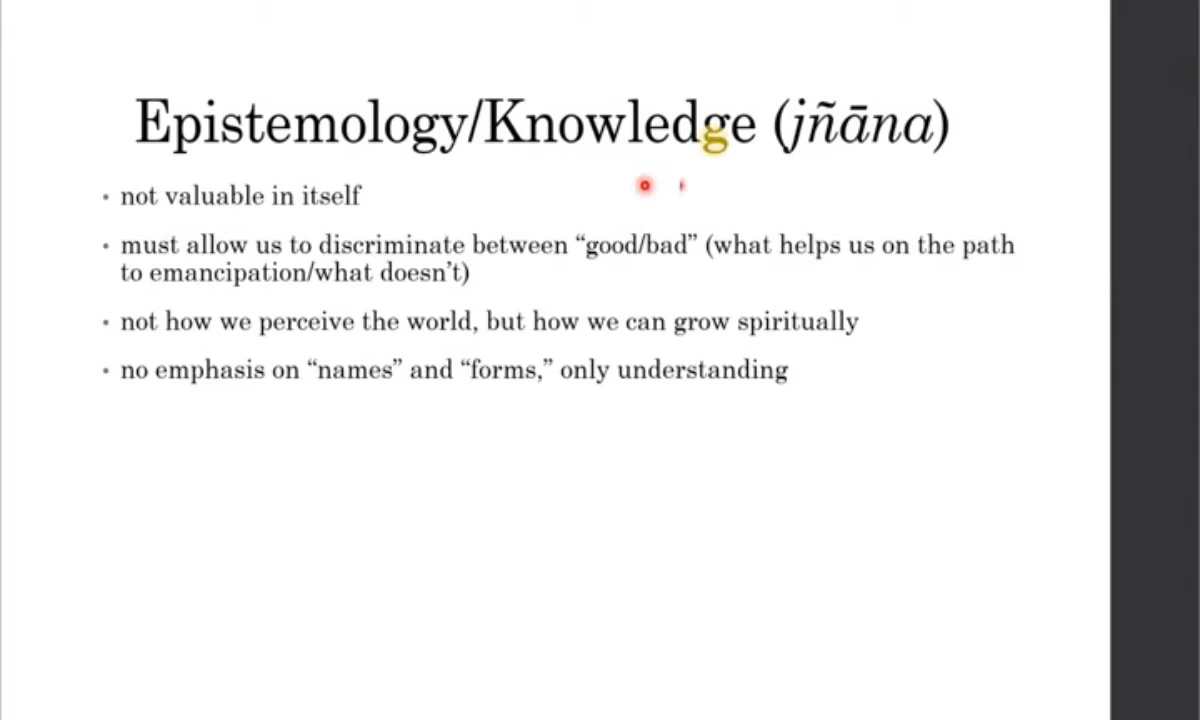 Epistemology/Knowledge (jñāna)
• not valuable in itself
• must allow us to discriminate between “good/bad” (what helps us on the path
to emancipation/what doesn’t)
• not how we perceive the world, but how we can grow spiritually
• no emphasis on “names” and “forms,” only understanding